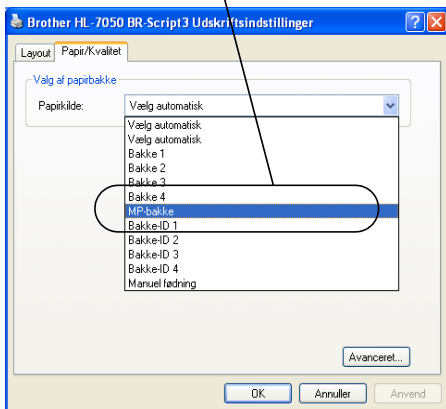 Brother HL-7050 BR-Script3 Udskriftsindstillinger
Layout Papir/Kvalitet
Valg af papirbakke
Papirkilde: Vælg automatisk
Vælg automatisk
Vælg automatisk
Bakke 1
Bakke 2
Bakke 3
Bakke 4
MP-bakke
Bakke-ID 1
Bakke-ID 2
Bakke-ID 3
Bakke-ID 4
Manuel fødning
Avanceret...
OK Annuller Anvend